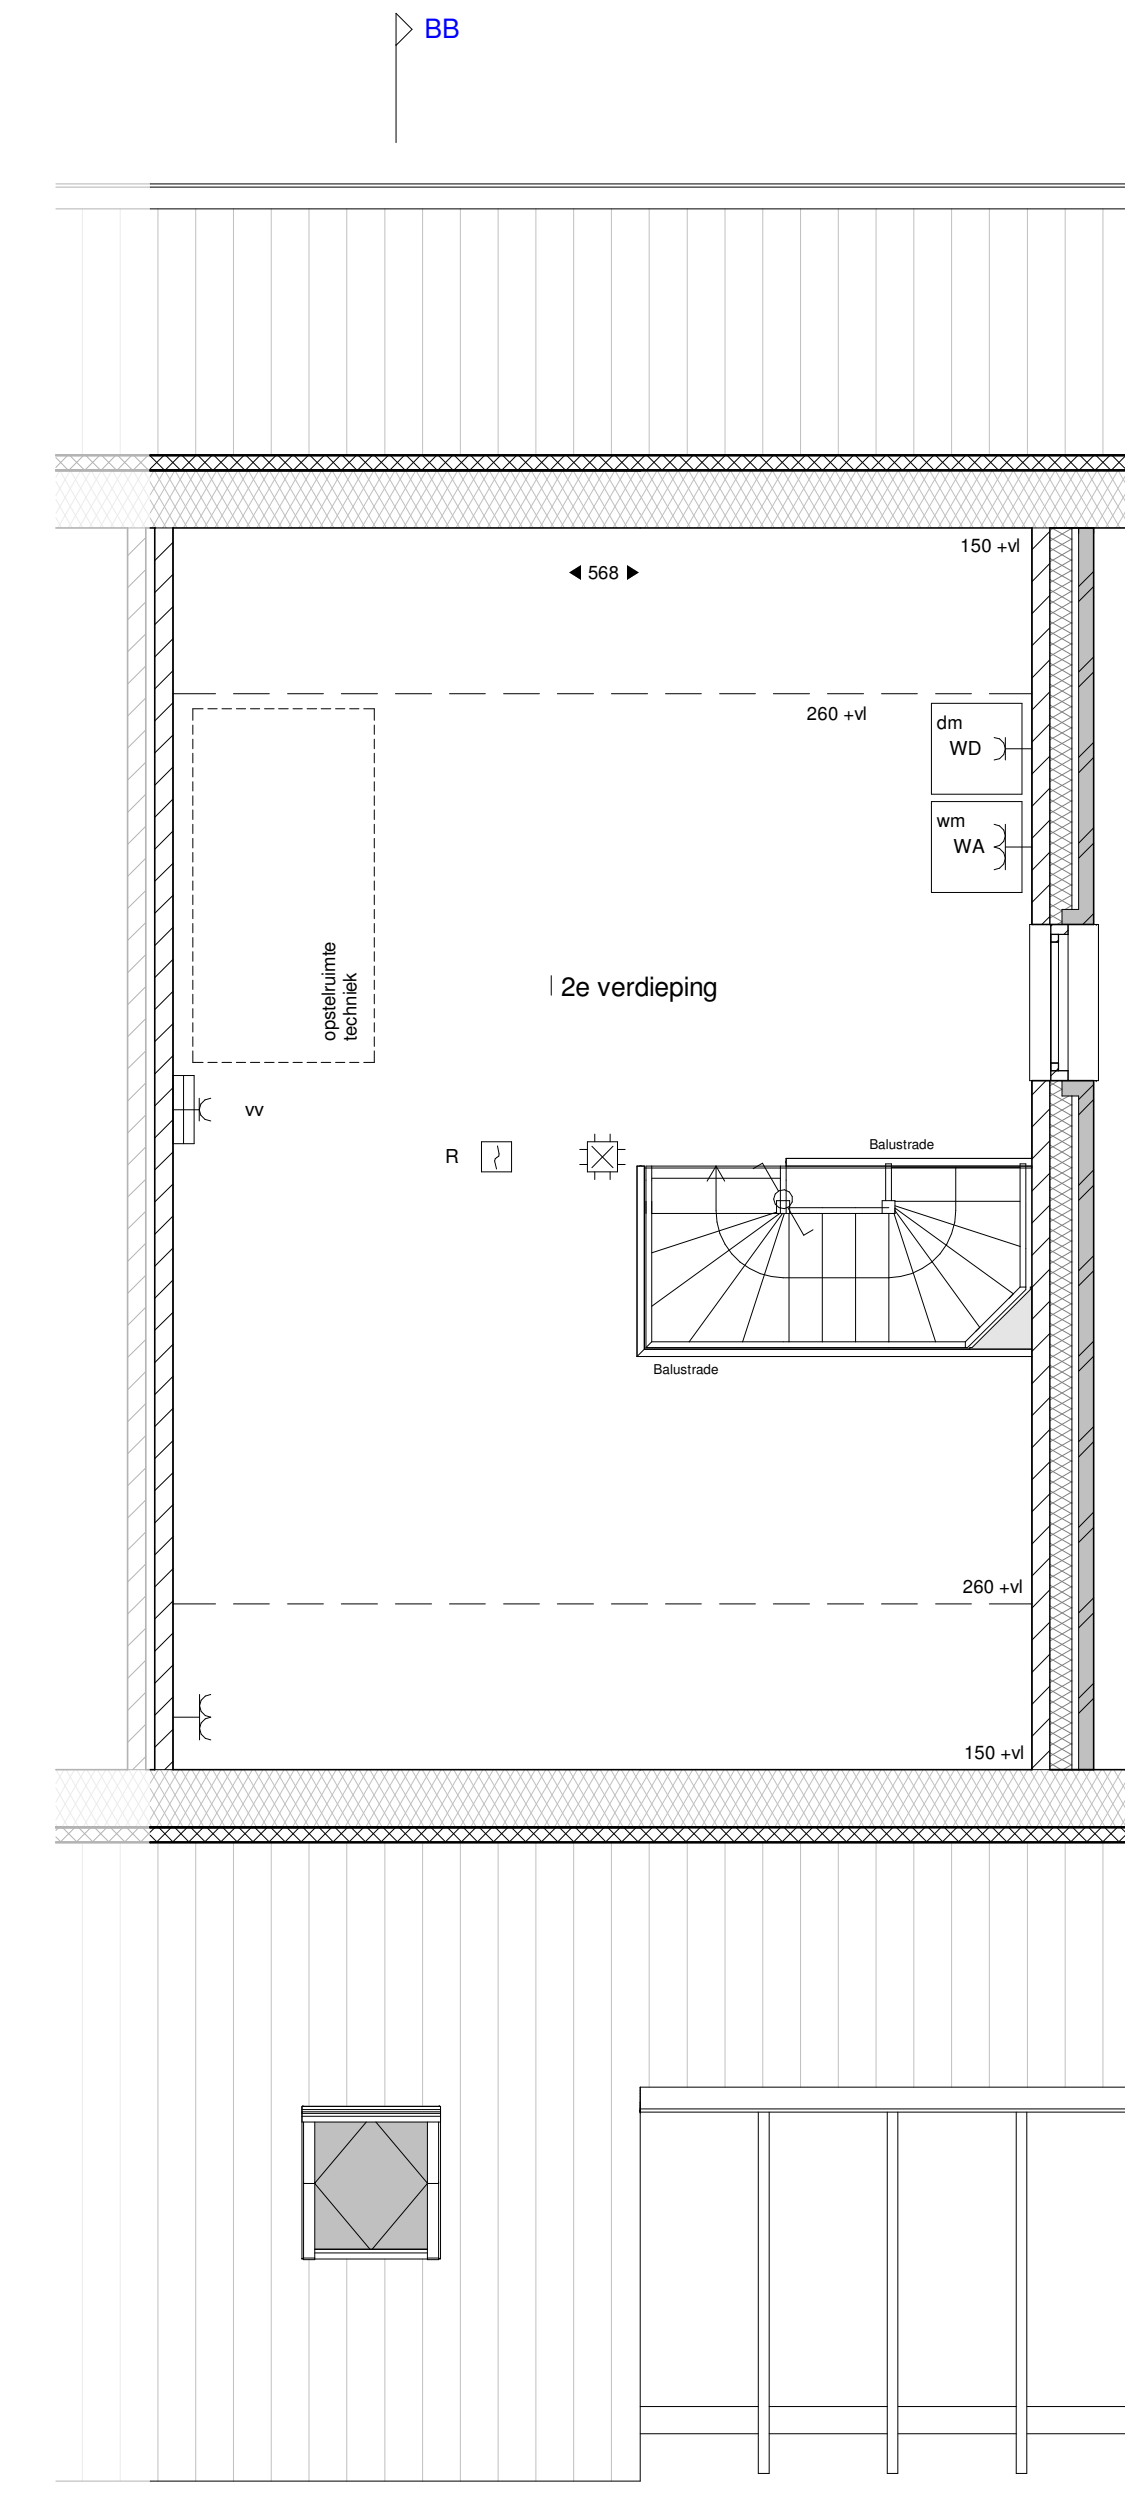 BB
150 +vl
568
260 +vl
dm
WD
wm
WA
opstelruimte
techniek
2e verdieping
vv
R
Balustrade
Balustrade
260 +vl
150 +vl